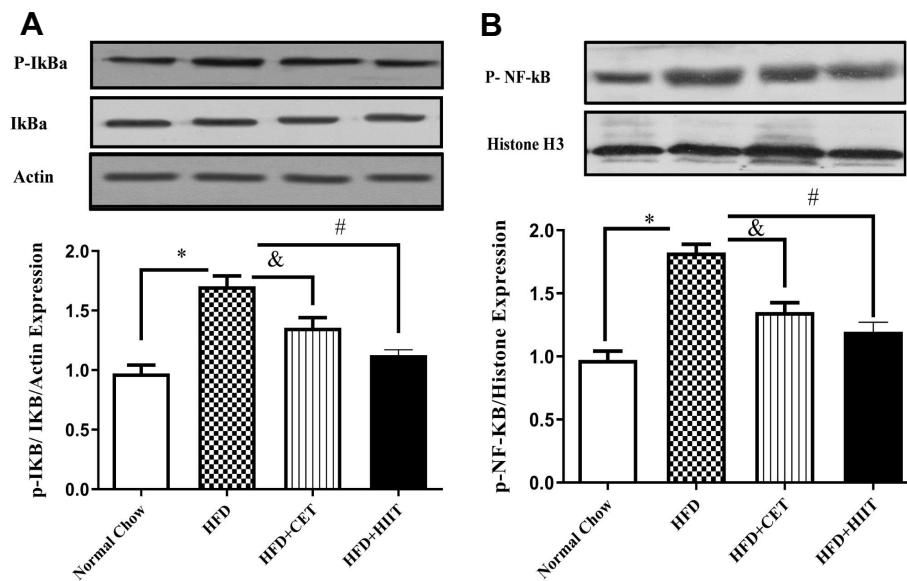 A
P-IkBa
IkBa
Actin
p-IKB/ IKB/Actin Expression
2.0
1.5
1.0
0.5
0.0
*
&
#
Normal Chow
HFD
HFD+CET
HFD+HIIT
B
P- NF-kB
Histone H3
p-NF-KB/Histone Expression
2.0
1.5
1.0
0.5
0.0
*
&
#
Normal Chow
HFD
HFD+CET
HFD+HIIT